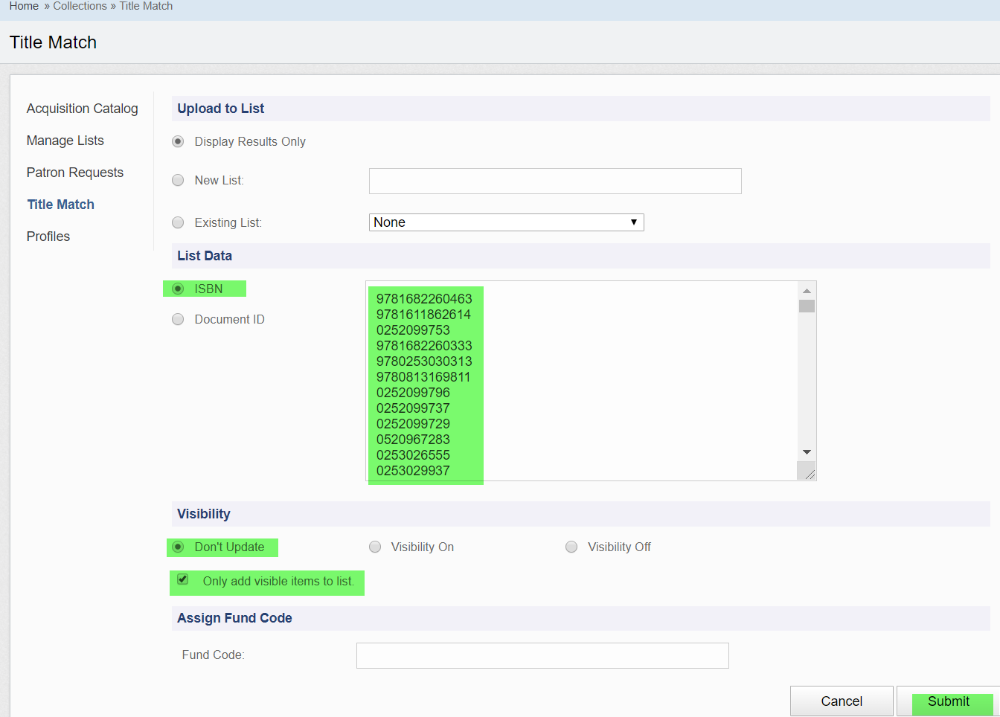 Home » Collections » Title Match
Title Match
Acquisition Catalog
Manage Lists
Patron Requests
Title Match
Profiles
Upload to List
Display Results Only
New List:
Existing List: None
List Data
ISBN
Document ID
9781682260463
9781611862614
0252099753
9781682260333
9780253030313
9780813169811
0252099796
0252099737
0252099729
0520967283
0253026555
0253029937
Visibility
Don't Update Visibility On Visibility Off
Only add visible items to list.
Assign Fund Code
Fund Code:
Cancel Submit